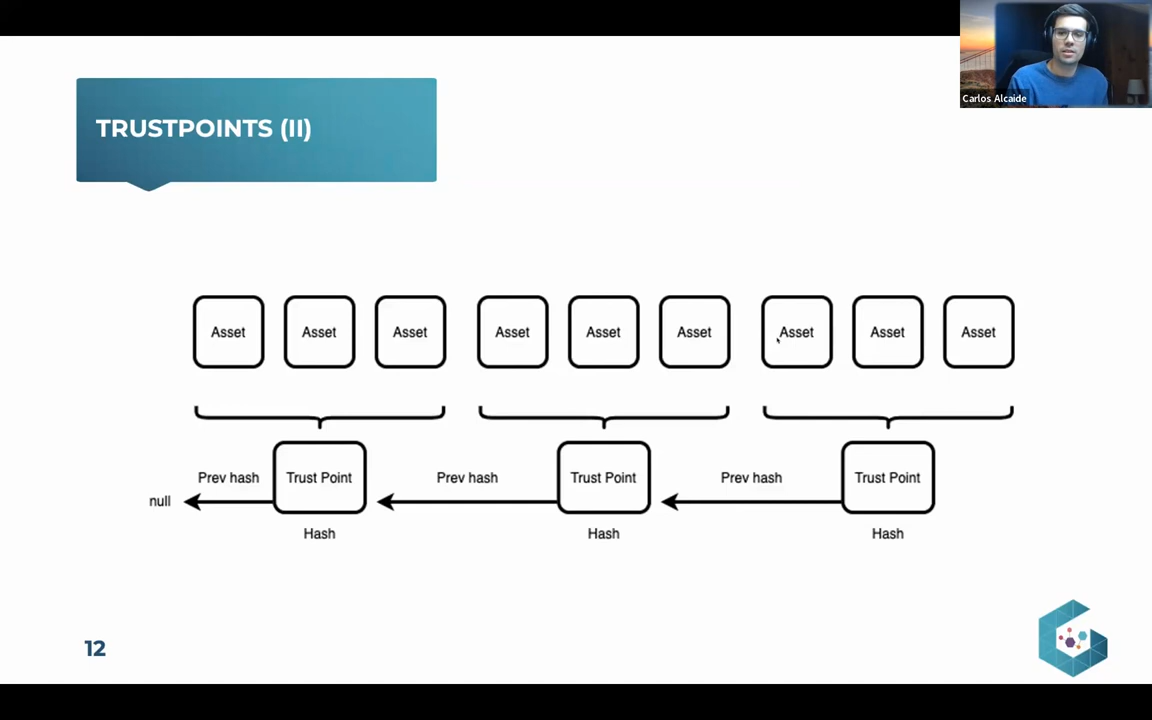 Carlos Alcaide
TRUSTPOINTS (II)
Asset Asset Asset Asset Asset Asset Asset Asset Asset
Prev hash Trust Point Prev hash Trust Point Prev hash Trust Point
null
Hash Hash Hash
12